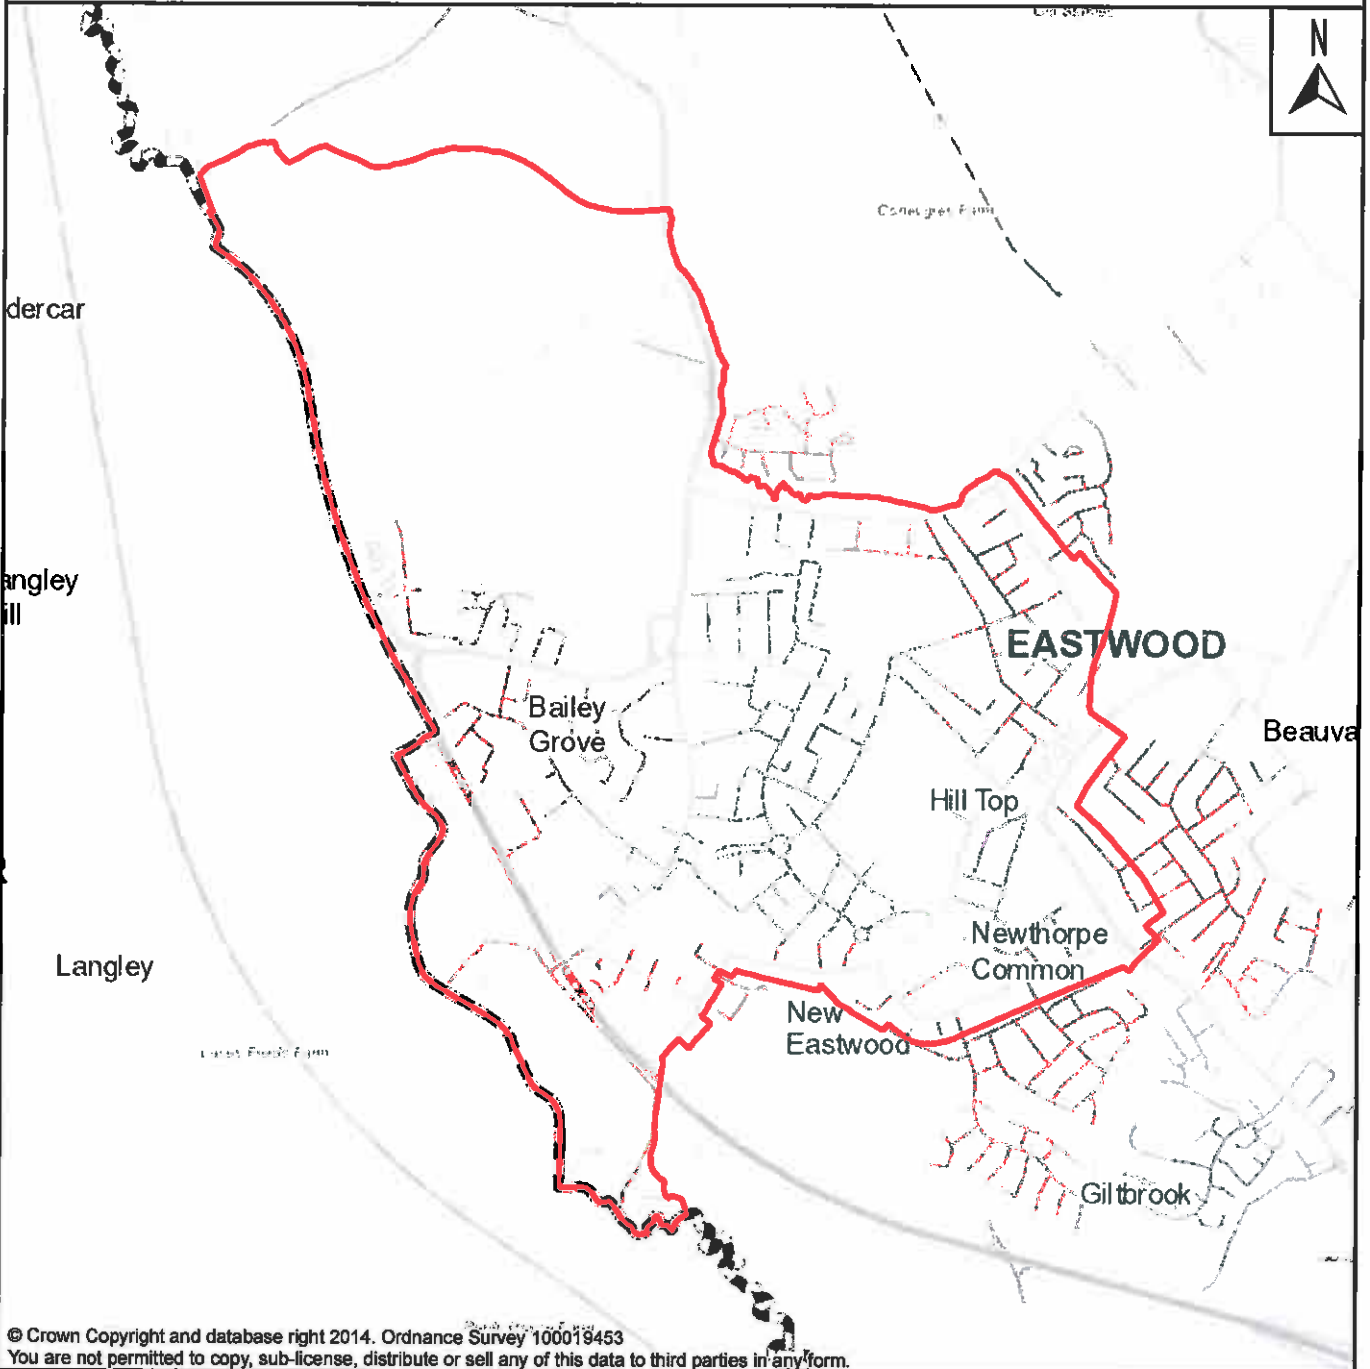 N
dercar
EASTWOOD
angley
ill
Bailey
Grove
Beauva
Hill Top
Newthorpe
Common
Langley
New
Eastwood
Giltbrook
© Crown Copyright and database right 2014. Ordnance Survey 100019453
You are not permitted to copy, sub-license, distribute or sell any of this data to third parties in any form.